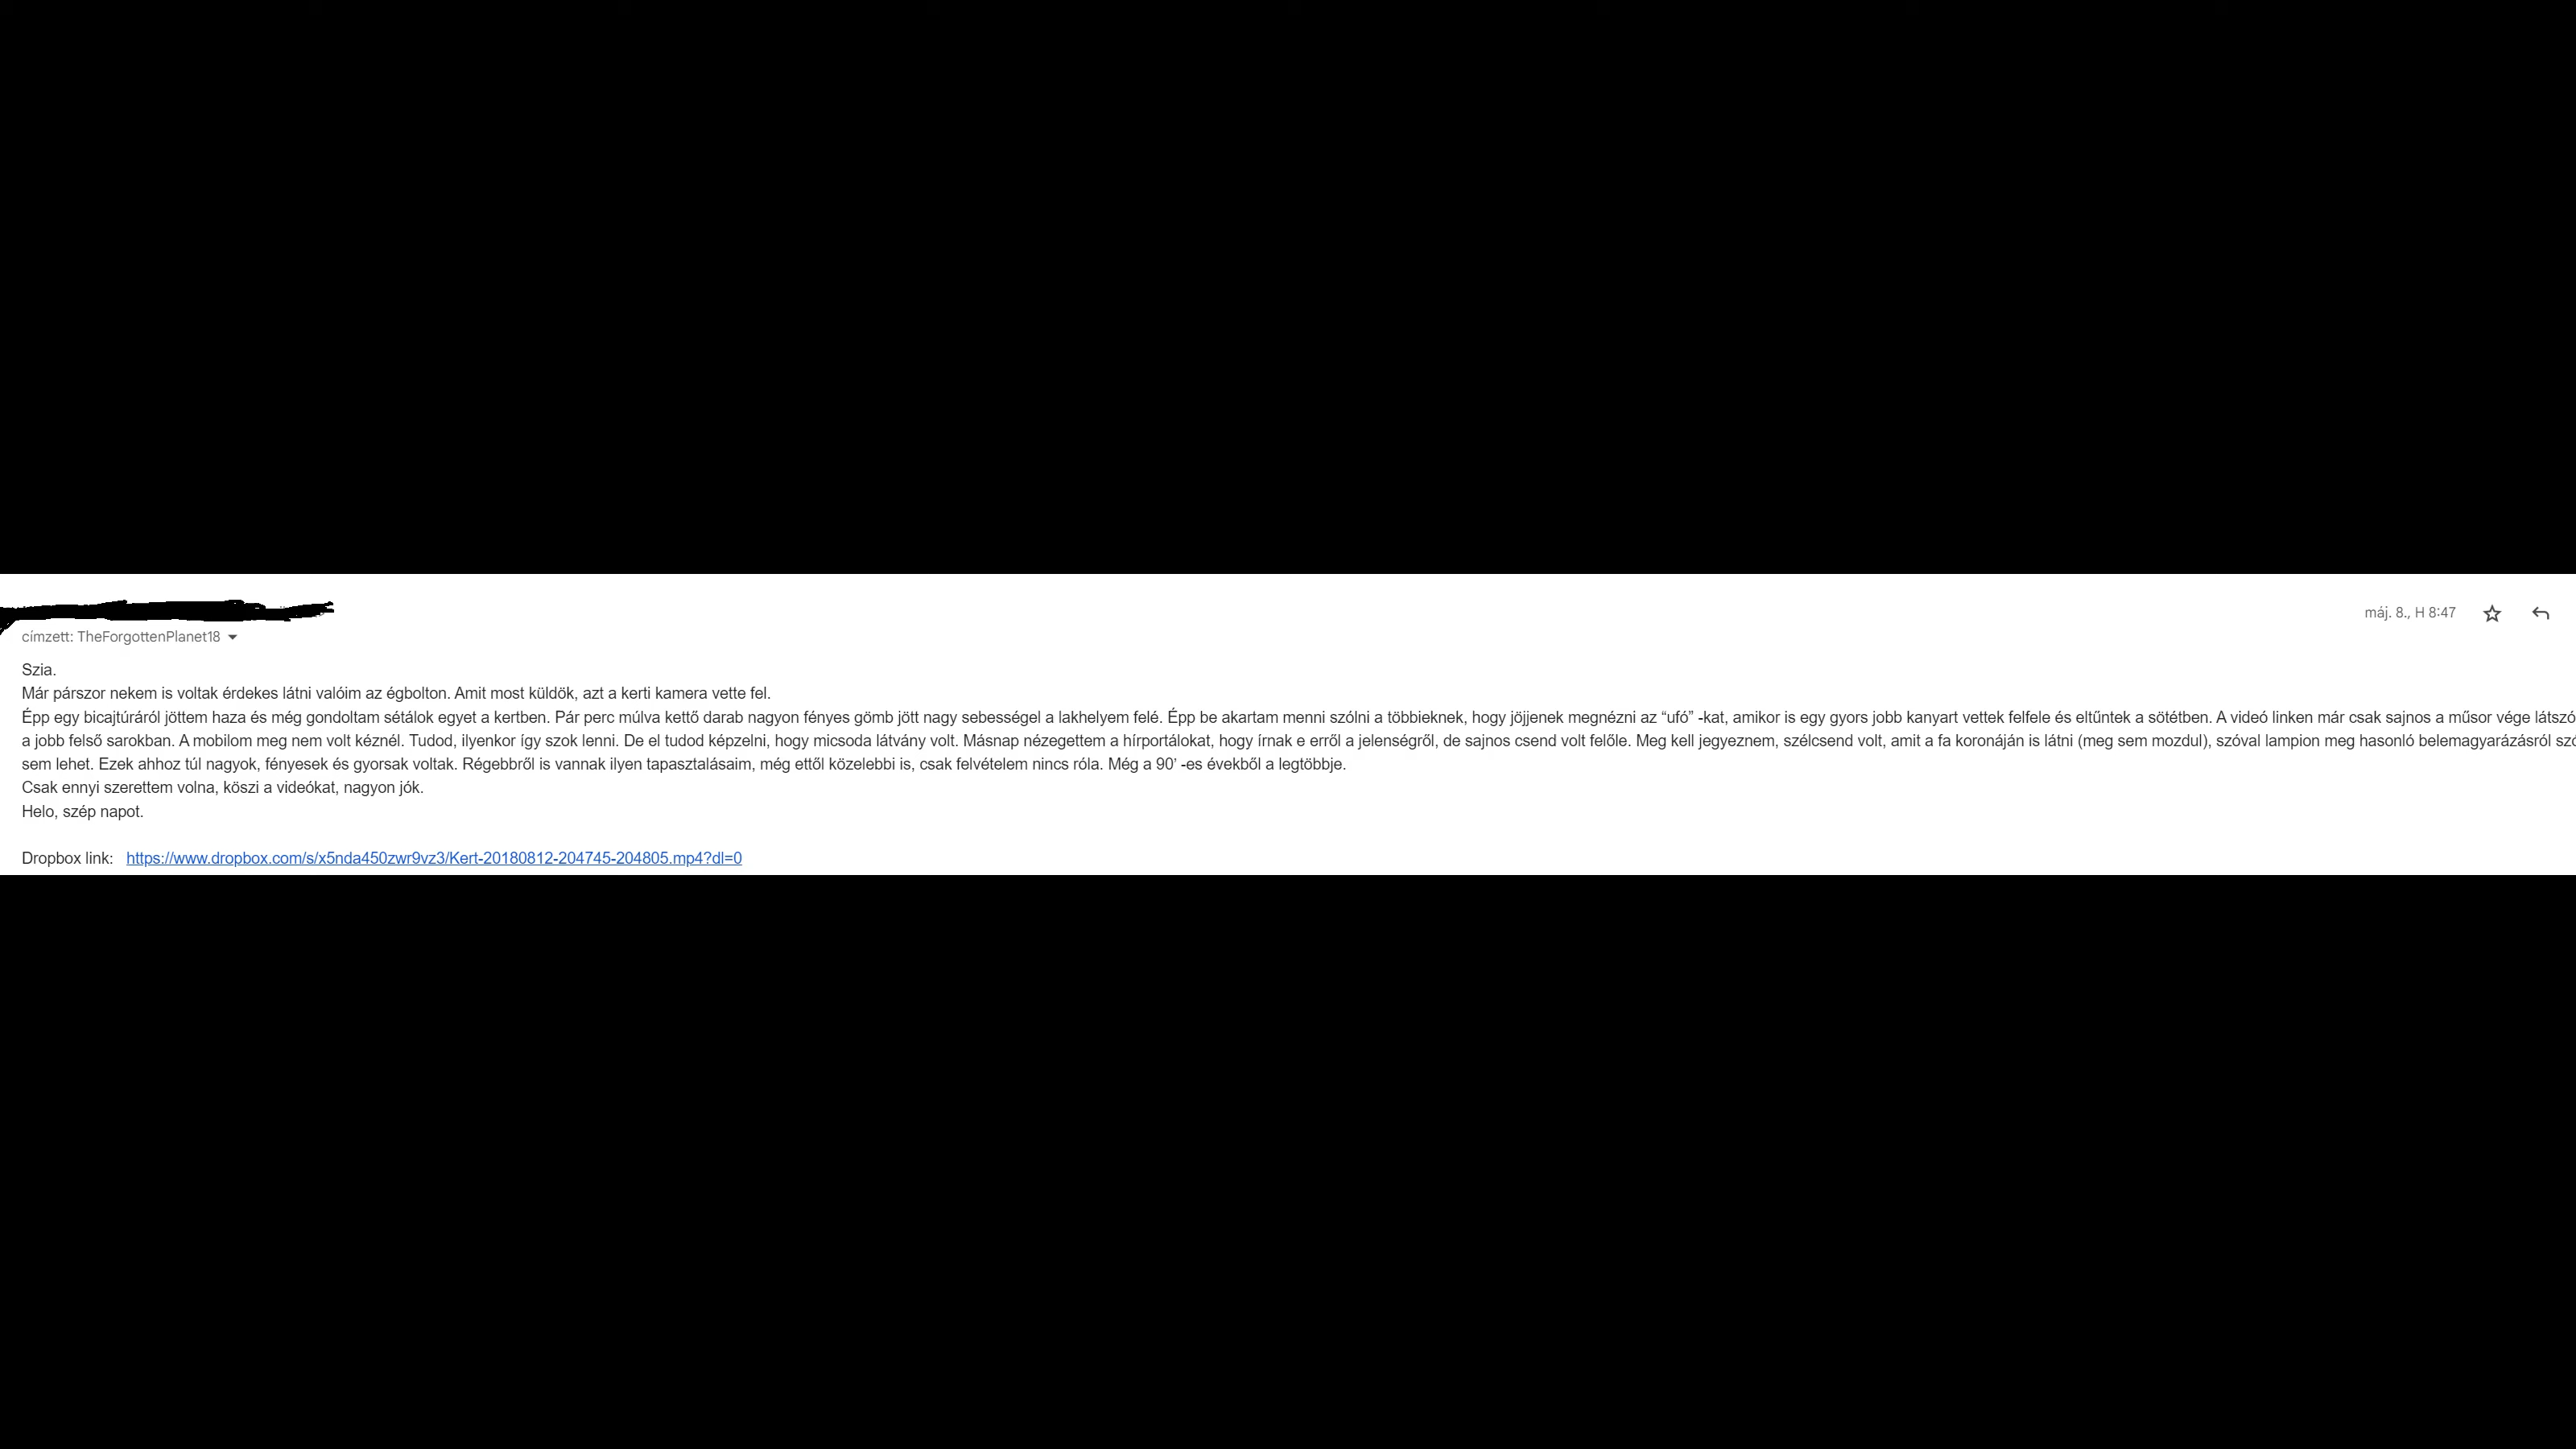 máj. 8., H 8:47
címzett: TheForgottenPlanet18
Szia.
Már párszor nekem is voltak érdekes látni valóim az égbolton. Amit most küldök, azt a kerti kamera vette fel.
Épp egy bicajtúráról jöttem haza és még gondoltam sétálok egyet a kertben. Pár perc múlva kettő darab nagyon fényes gömb jött nagy sebességel a lakhelyem felé. Épp be akartam menni szólni a többieknek, hogy jöjjenek megnézni az “ufó” -kat, amikor is egy gyors jobb kanyart vettek felfele és eltűntek a sötétben. A videó linken már csak sajnos a műsor vége
a jobb felső sarokban. A mobilom meg nem volt kéznél. Tudod, ilyenkor így szok lenni. De el tudod képzelni, hogy micsoda látvány volt. Másnap nézegettem a hírportálokat, hogy írnak e erről a jelenségről, de sajnos csend volt felőle. Meg kell jegyeznem, szélcsend volt, amit a fa koronáján is látni (meg sem mozdul), szóval lampion meg hasonló belemagyarázásról
sem lehet. Ezek ahhoz túl nagyok, fényesek és gyorsak voltak. Régebbről is vannak ilyen tapasztalásaim, még ettől közelebbi is, csak felvételem nincs róla. Még a 90’ -es évekből a legtöbbje.
Csak ennyi szerettem volna, köszi a videókat, nagyon jók.
Helo, szép napot.
Dropbox link: https://www.dropbox.com/s/x5nda450zwr9vz3/Kert-20180812-204745-204805.mp4?dl=0